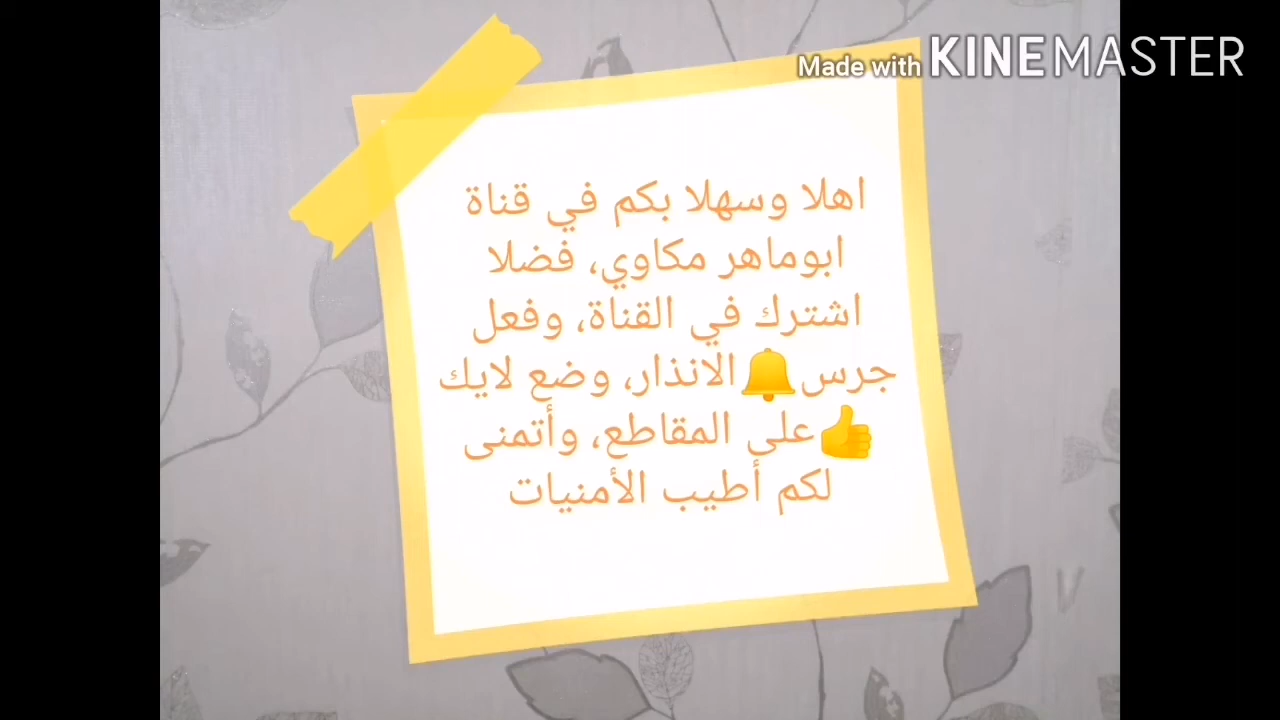 Made with KINEMASTER
اهلا وسهلا بكم في قناة
ابوماهر مكاوي، فضلا
اشترك في القناة، وفعل
جرس🔔الانذار، وضع لايك
👍على المقاطع، وأتمنى
لكم أطيب الأمنيات